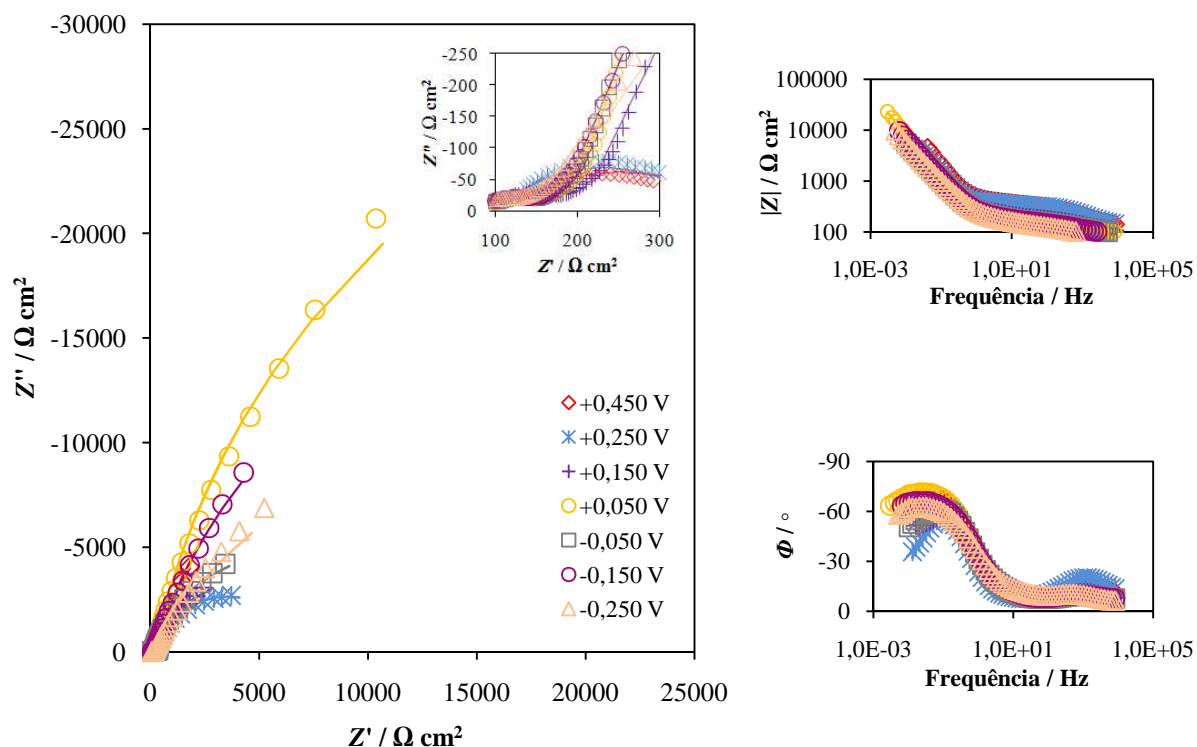 -30000
-25000
-20000
-15000
-10000
-5000
0
0 5000 10000 15000 20000 25000
Z'' / Ω cm²
Z' / Ω cm²
-250
-200
-150
-100
-50
0
100 200 300
Z'' / Ω cm²
Z' / Ω cm²
+0,450 V
+0,250 V
+0,150 V
+0,050 V
-0,050 V
-0,150 V
-0,250 V
100000
10000
1000
100
1,0E-03 1,0E+01 1,0E+05
|Z| / Ω cm²
Frequência / Hz
-90
-60
-30
0
1,0E-03 1,0E+01 1,0E+05
Φ / °
Frequência / Hz